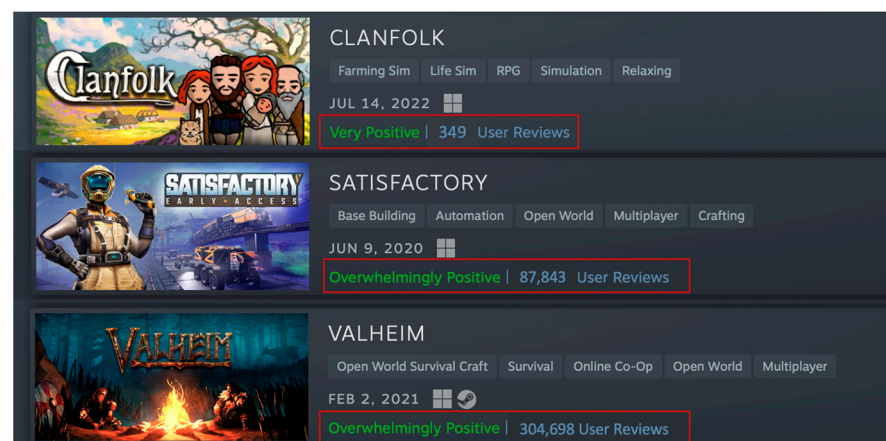 Clanfolk
CLANFOLK
Farming Sim Life Sim RPG Simulation Relaxing
JUL 14, 2022
Very Positive | 349 User Reviews
SATISFACTORY
EARLY ACCESS
SATISFACTORY
Base Building Automation Open World Multiplayer Crafting
JUN 9, 2020
Overwhelmingly Positive | 87,843 User Reviews
VALHEIM
VALHEIM
Open World Survival Craft Survival Online Co-Op Open World Multiplayer
FEB 2, 2021
Overwhelmingly Positive | 304,698 User Reviews